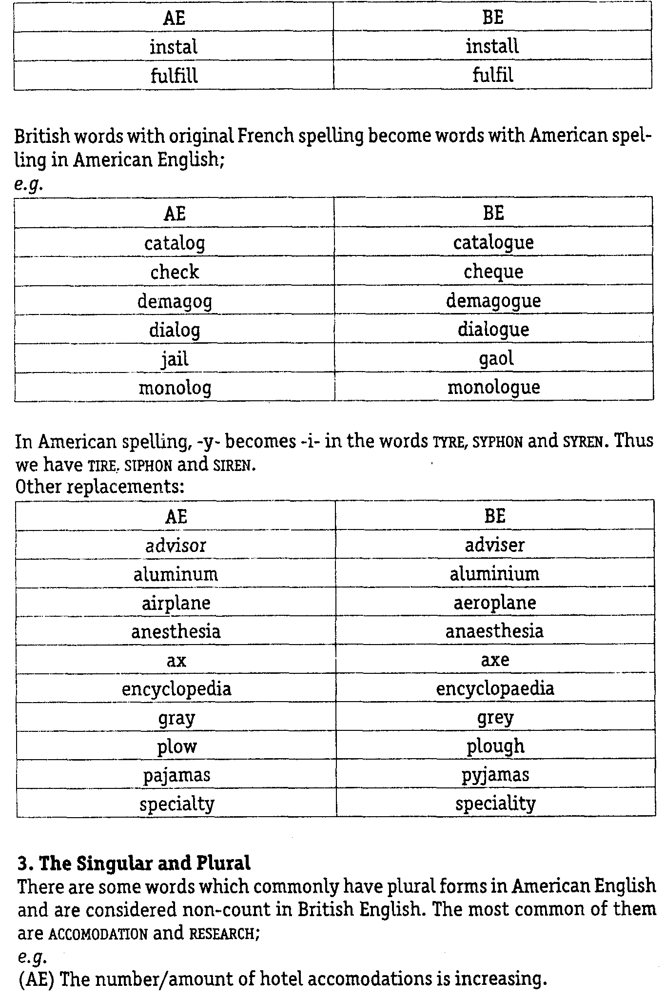 AE BE
instal install
fulfill fulfil
British words with original French spelling become words with American spel-
ling in American English;
e.g.
AE BE
catalog catalogue
check cheque
demagog demagogue
dialog dialogue
jail gaol
monolog monologue
In American spelling, -y- becomes -i- in the words TYRE, SYPHON and SYREN. Thus
we have TIRE, SIPHON and SIREN.
Other replacements:
AE BE
advisor adviser
aluminum aluminium
airplane aeroplane
anesthesia anaesthesia
ax axe
encyclopedia encyclopaedia
gray grey
plow plough
pajamas pyjamas
specialty speciality
3. The Singular and Plural
There are some words which commonly have plural forms in American English
and are considered non-count in British English. The most common of them
are ACCOMODATION and RESEARCH;
e.g.
(AE) The number/amount of hotel accomodations is increasing.